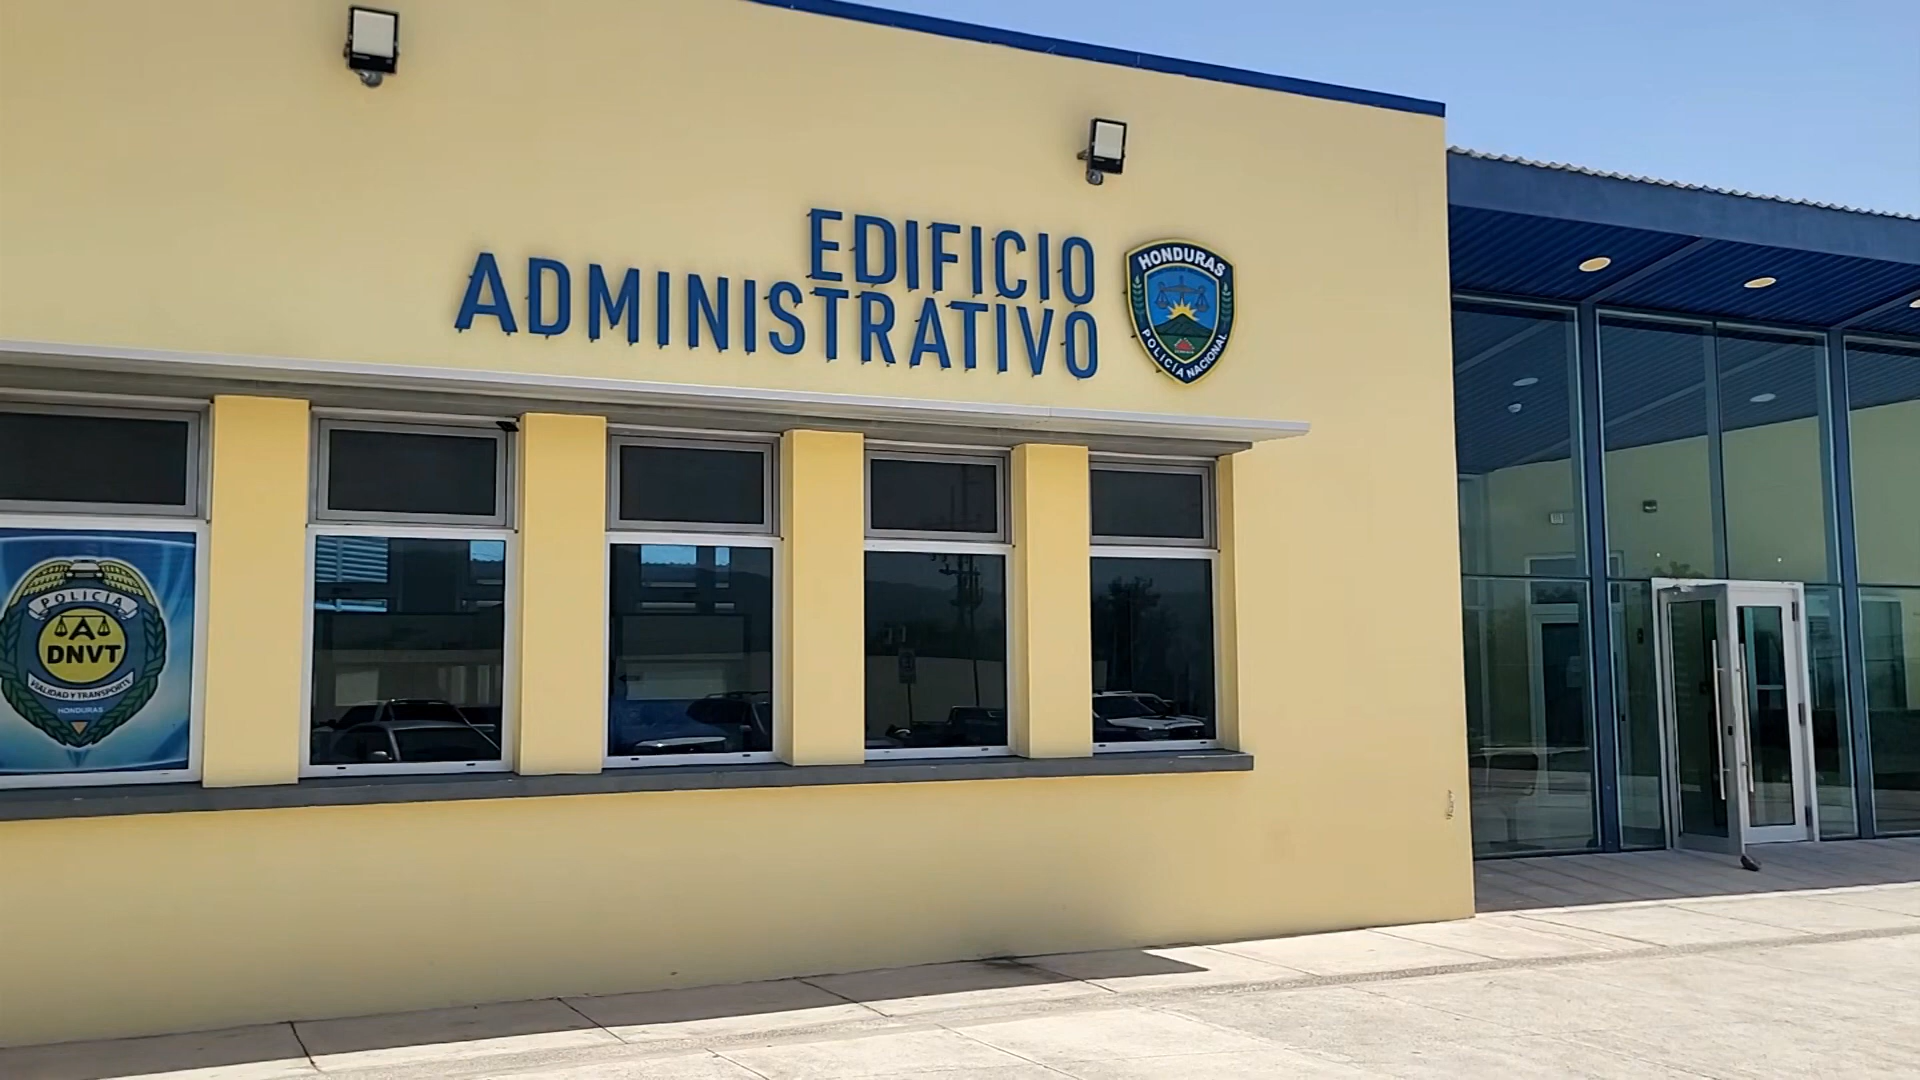 EDIFICIO
ADMINISTRATIVO
HONDURAS
POLICÍA NACIONAL
POLICIA
DNVT
VIALIDAD Y TRANSPORTE
HONDURAS